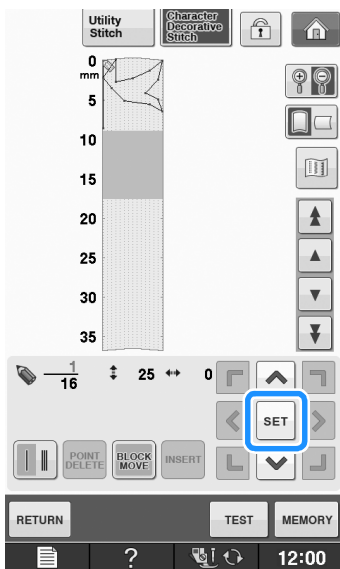 Utility Stitch
Character Decorative Stitch
0
mm
5
10
15
20
25
30
35
1
16
25
0
SET
POINT DELETE
BLOCK MOVE
INSERT
RETURN
TEST
MEMORY
?
12:00